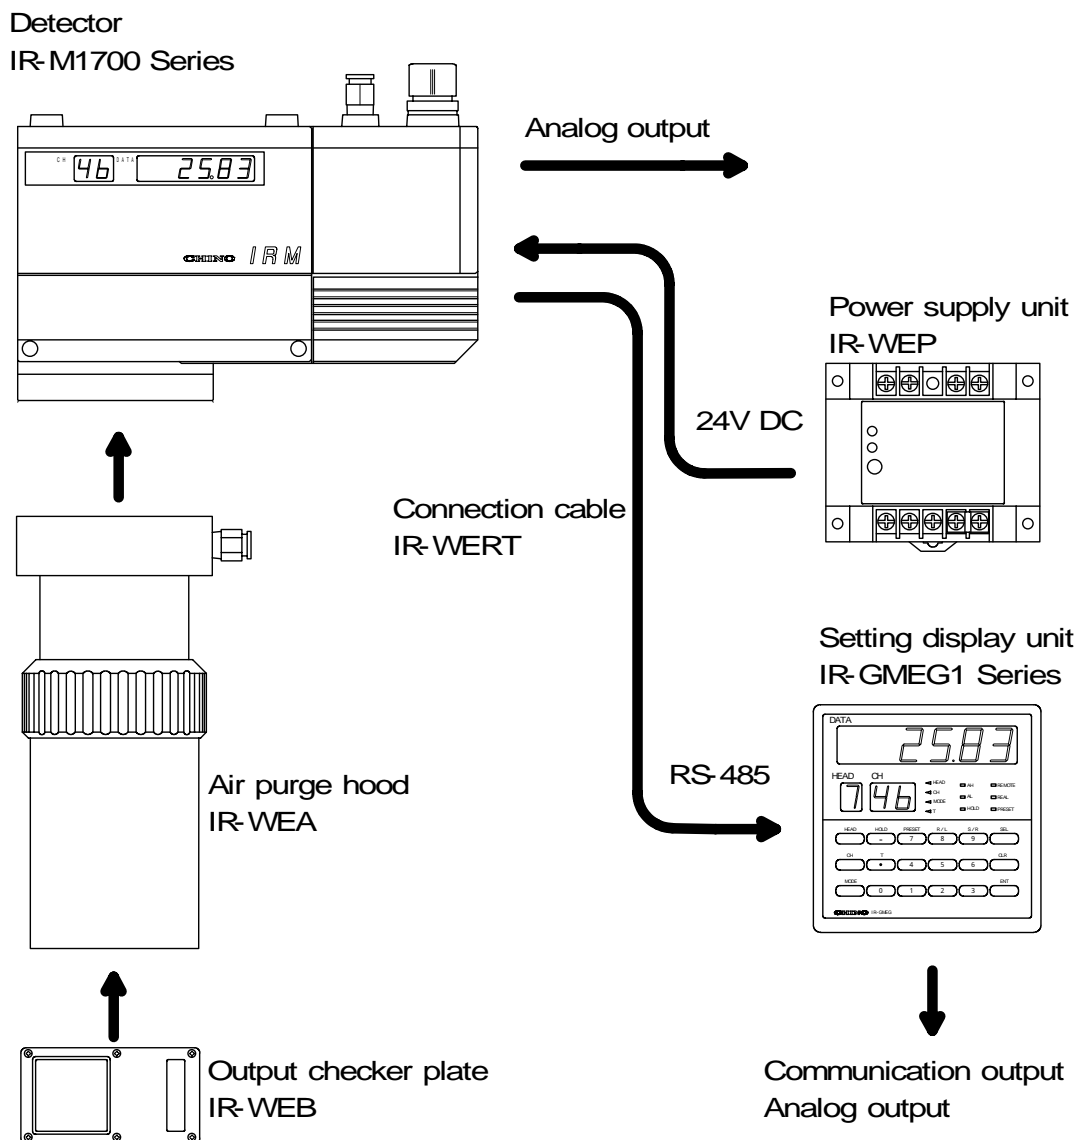 Detector
IR-M1700 Series
CH 46 DATA 25.83
CHINO IRM
Analog output
Power supply unit
IR-WEP
24V DC
Connection cable
IR-WERT
Setting display unit
IR-GMEG1 Series
DATA
25.83
HEAD CH
7 46
HEAD AH REMOTE
CH AL REAL
MODE HOLD PRESET
T
HEAD HOLD PRESET R/L S/R SEL
- 7 8 9
CH T CLR
• 4 5 6
MODE ENT
0 1 2 3
CHINO IR-GMEG
RS-485
Air purge hood
IR-WEA
Output checker plate
IR-WEB
Communication output
Analog output